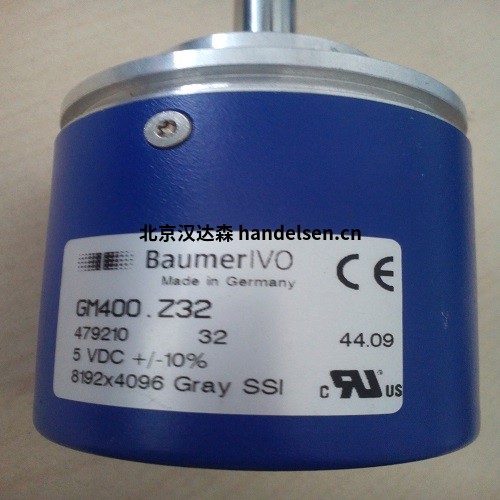 北京汉达森 handelsen.cn
BaumerIVO
Made in Germany
CE
GM400.Z32
479210 32 44.09
5 VDC +/-10%
8192x4096 Gray SSI
c RU US